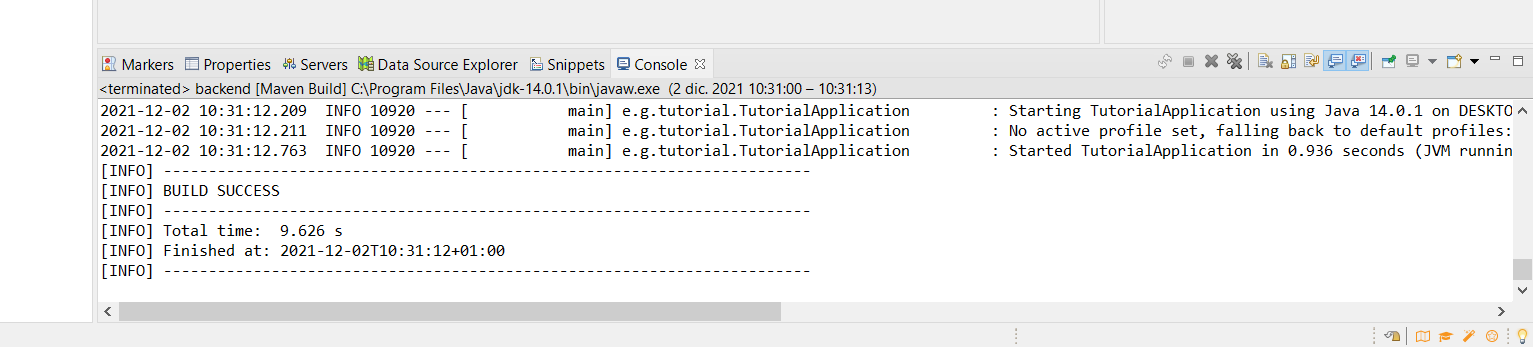 Markers Properties Servers Data Source Explorer Snippets Console
<terminated> backend [Maven Build] C:\Program Files\Java\jdk-14.0.1\bin\javaw.exe (2 dic. 2021 10:31:00 – 10:31:13)
2021-12-02 10:31:12.209  INFO 10920 --- [           main] e.g.tutorial.TutorialApplication         : Starting TutorialApplication using Java 14.0.1 on DESKTO
2021-12-02 10:31:12.211  INFO 10920 --- [           main] e.g.tutorial.TutorialApplication         : No active profile set, falling back to default profiles:
2021-12-02 10:31:12.763  INFO 10920 --- [           main] e.g.tutorial.TutorialApplication         : Started TutorialApplication in 0.936 seconds (JVM runnin
[INFO] ------------------------------------------------------------------------
[INFO] BUILD SUCCESS
[INFO] ------------------------------------------------------------------------
[INFO] Total time:  9.626 s
[INFO] Finished at: 2021-12-02T10:31:12+01:00
[INFO] ------------------------------------------------------------------------